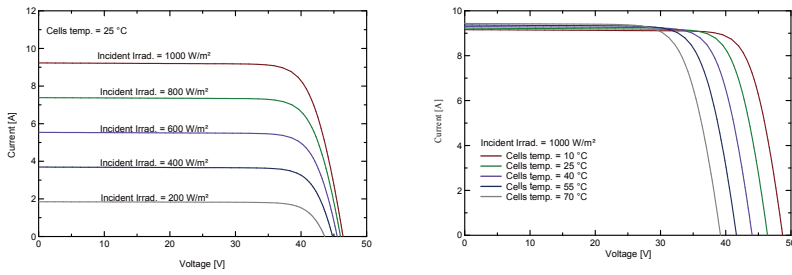 12
10
8
6
4
2
0
Current [A]
Cells temp. = 25 °C
Incident Irrad. = 1000 W/m²
Incident Irrad. = 800 W/m²
Incident Irrad. = 600 W/m²
Incident Irrad. = 400 W/m²
Incident Irrad. = 200 W/m²
0 10 20 30 40 50
Voltage [V]
10
8
6
4
2
0
Current [A]
Incident Irrad. = 1000 W/m²
Cells temp. = 10 °C
Cells temp. = 25 °C
Cells temp. = 40 °C
Cells temp. = 55 °C
Cells temp. = 70 °C
0 10 20 30 40 50
Voltage [V]